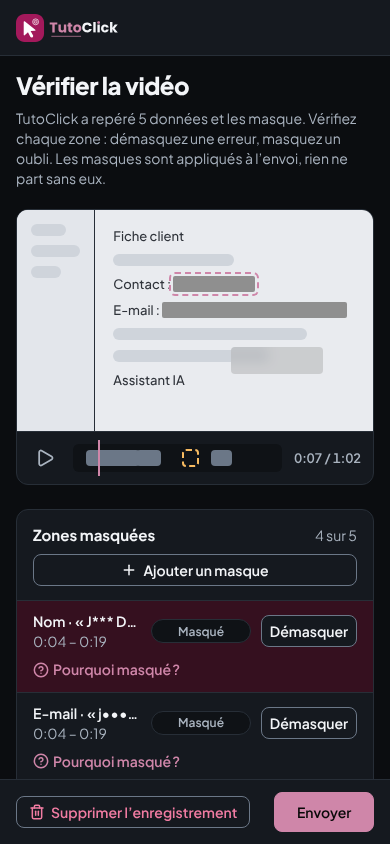 TutoClick
Vérifier la vidéo
TutoClick a repéré 5 données et les masque. Vérifiez
chaque zone : démasquez une erreur, masquez un
oubli. Les masques sont appliqués à l’envoi, rien ne
part sans eux.
Fiche client
Contact :
E-mail :
Assistant IA
0:07 / 1:02
Zones masquées
4 sur 5
+ Ajouter un masque
Nom · « J*** D…
Masqué
Démasquer
0:04 – 0:19
Pourquoi masqué ?
E-mail · « j•••…
Masqué
Démasquer
0:04 – 0:19
Pourquoi masqué ?
Supprimer l’enregistrement
Envoyer